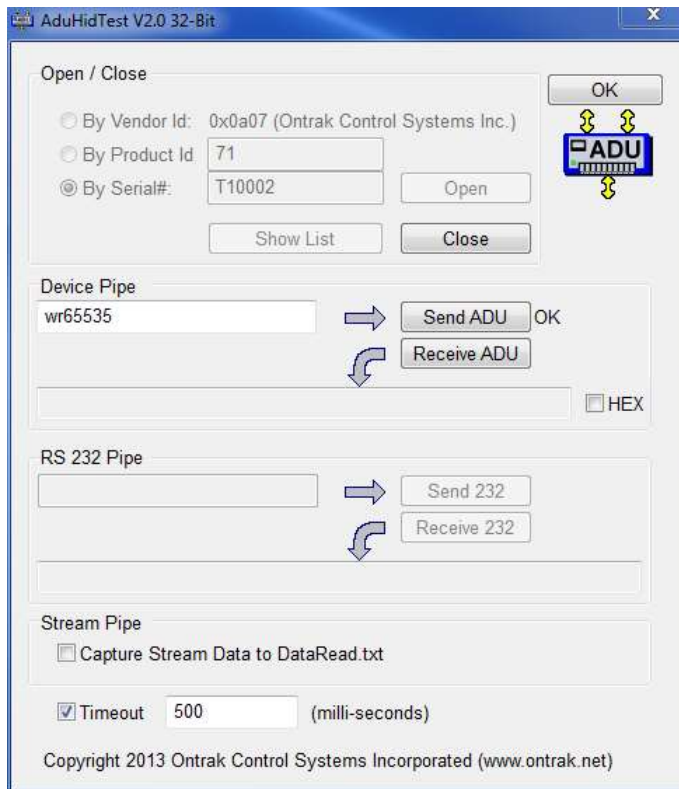 AduHidTest V2.0 32-Bit
x
Open / Close
OK
By Vendor Id: 0x0a07 (Ontrak Control Systems Inc.)
ADU
By Product Id 71
By Serial#: T10002 Open
Show List Close
Device Pipe
wr65535 Send ADU OK
Receive ADU
HEX
RS 232 Pipe
Send 232
Receive 232
Stream Pipe
Capture Stream Data to DataRead.txt
Timeout 500 (milli-seconds)
Copyright 2013 Ontrak Control Systems Incorporated (www.ontrak.net)